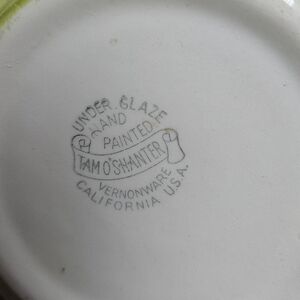 UNDER GLAZE
HAND
PAINTED
TAM O'SHANTER
VERNONWARE
CALIFORNIA U.S.A.